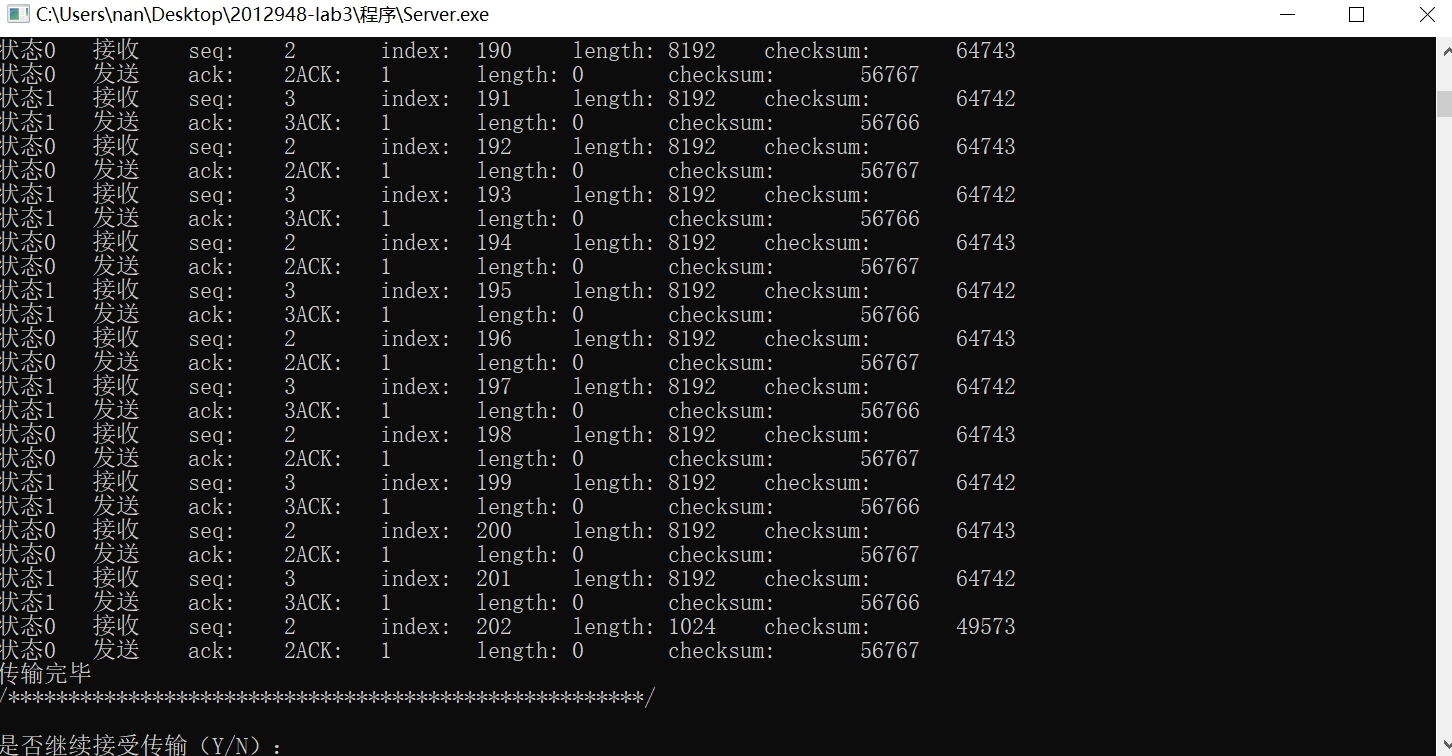 C:\Users\nan\Desktop\2012948-lab3\程序\Server.exe
状态0 接收 seq: 2 index: 190 length: 8192 checksum: 64743
状态0 发送 ack: 2ACK: 1 length: 0 checksum: 56767
状态1 接收 seq: 3 index: 191 length: 8192 checksum: 64742
状态1 发送 ack: 3ACK: 1 length: 0 checksum: 56766
状态0 接收 seq: 2 index: 192 length: 8192 checksum: 64743
状态0 发送 ack: 2ACK: 1 length: 0 checksum: 56767
状态1 接收 seq: 3 index: 193 length: 8192 checksum: 64742
状态1 发送 ack: 3ACK: 1 length: 0 checksum: 56766
状态0 接收 seq: 2 index: 194 length: 8192 checksum: 64743
状态0 发送 ack: 2ACK: 1 length: 0 checksum: 56767
状态1 接收 seq: 3 index: 195 length: 8192 checksum: 64742
状态1 发送 ack: 3ACK: 1 length: 0 checksum: 56766
状态0 接收 seq: 2 index: 196 length: 8192 checksum: 64743
状态0 发送 ack: 2ACK: 1 length: 0 checksum: 56767
状态1 接收 seq: 3 index: 197 length: 8192 checksum: 64742
状态1 发送 ack: 3ACK: 1 length: 0 checksum: 56766
状态0 接收 seq: 2 index: 198 length: 8192 checksum: 64743
状态0 发送 ack: 2ACK: 1 length: 0 checksum: 56767
状态1 接收 seq: 3 index: 199 length: 8192 checksum: 64742
状态1 发送 ack: 3ACK: 1 length: 0 checksum: 56766
状态0 接收 seq: 2 index: 200 length: 8192 checksum: 64743
状态0 发送 ack: 2ACK: 1 length: 0 checksum: 56767
状态1 接收 seq: 3 index: 201 length: 8192 checksum: 64742
状态1 发送 ack: 3ACK: 1 length: 0 checksum: 56766
状态0 接收 seq: 2 index: 202 length: 1024 checksum: 49573
状态0 发送 ack: 2ACK: 1 length: 0 checksum: 56767
传输完毕
/*****************************************************/
是否继续接受传输（Y/N）：